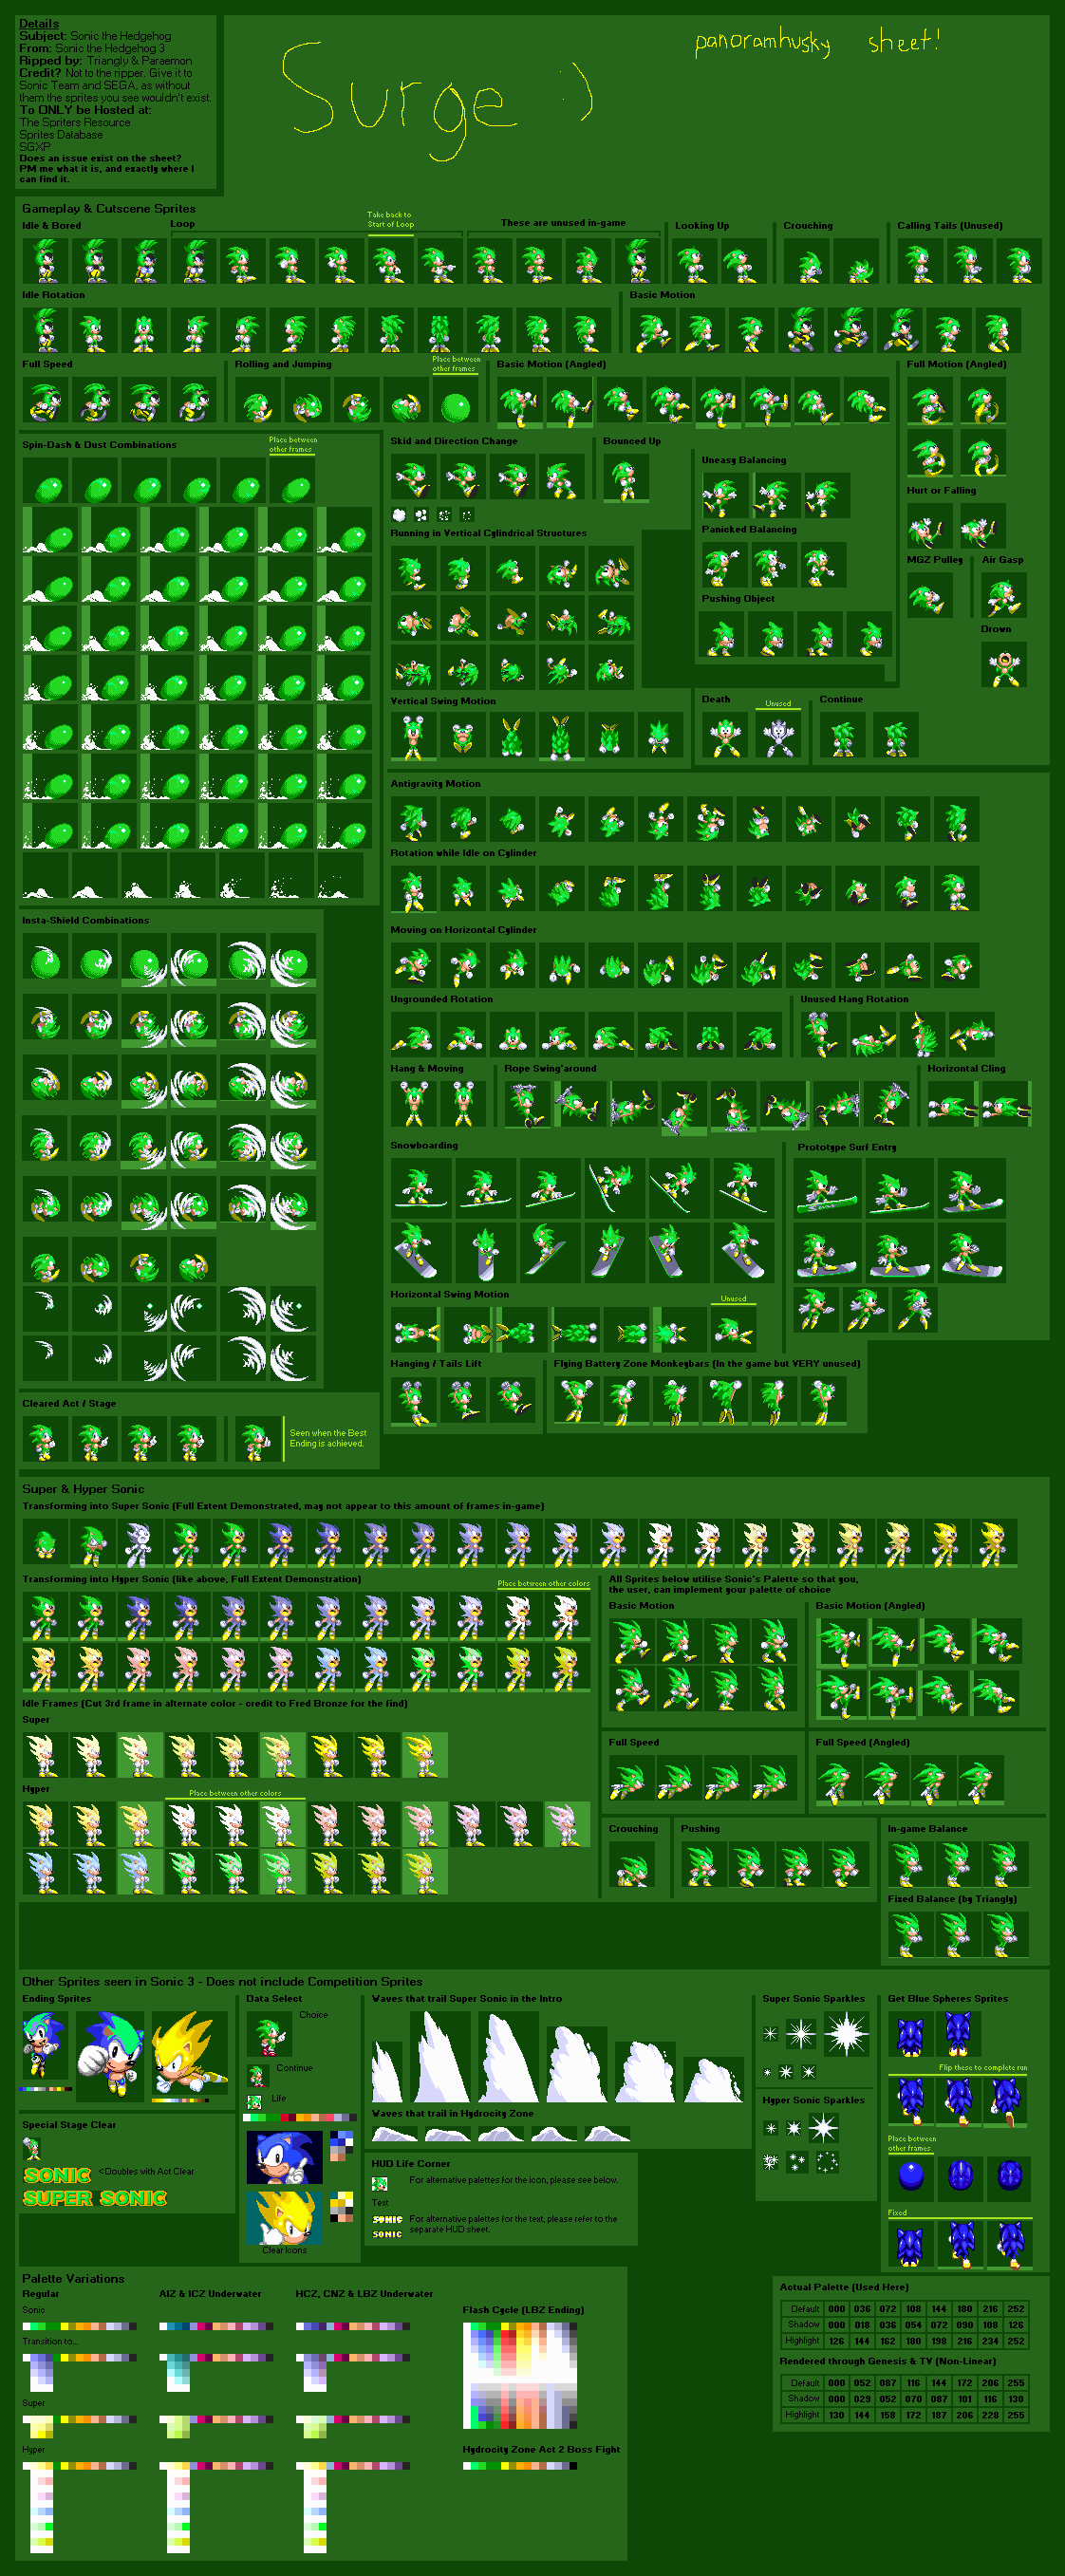 Details
Subject: Sonic the Hedgehog
From: Sonic the Hedgehog 3
Ripped by: Triangly & Paraemon
Credit? Not to the ripper. Give it to
Sonic Team and SEGA, as without
them the sprites you see wouldn't exist.
To ONLY be Hosted at:
The Spriters Resource
Sprites Database
SGXP
Does an issue exist on the sheet?
PM me what it is, and exactly where I
can find it.
Surge :)
panoramhusky sheet!
Gameplay & Cutscene Sprites
Idle & Bored
Loop
Take back to
Start of Loop
These are unused in-game
Looking Up
Crouching
Calling Tails (Unused)
Idle Rotation
Basic Motion
Full Speed
Rolling and Jumping
Place between
other frames
Basic Motion (Angled)
Full Motion (Angled)
Spin-Dash & Dust Combinations
Place between
other frames
Skid and Direction Change
Bounced Up
Uneasy Balancing
Hurt or Falling
Running in Vertical Cylindrical Structures
Panicked Balancing
MGZ Pulley
Air Gasp
Pushing Object
Drown
Vertical Swing Motion
Death
Unused
Continue
Antigravity Motion
Rotation while Idle on Cylinder
Insta-Shield Combinations
Moving on Horizontal Cylinder
Ungrounded Rotation
Unused Hang Rotation
Hang & Moving
Rope Swing'around
Horizontal Cling
Snowboarding
Prototype Surf Entry
Horizontal Swing Motion
Unused
Hanging / Tails Lift
Flying Battery Zone Monkeybars (In the game but VERY unused)
Cleared Act / Stage
Seen when the Best
Ending is achieved.
Super & Hyper Sonic
Transforming into Super Sonic (Full Extent Demonstrated, may not appear to this amount of frames in-game)
Transforming into Hyper Sonic (like above, Full Extent Demonstration)
Place between other colors
All Sprites below utilise Sonic's Palette so that you,
the user, can implement your palette of choice
Basic Motion
Basic Motion (Angled)
Idle Frames (Cut 3rd frame in alternate color - credit to Fred Bronze for the find)
Super
Full Speed
Full Speed (Angled)
Hyper
Place between other colors
Crouching
Pushing
In-game Balance
Fixed Balance (by Triangly)
Other Sprites seen in Sonic 3 - Does not include Competition Sprites
Ending Sprites
Data Select
Choice
Continue
Life
Waves that trail Super Sonic in the Intro
Super Sonic Sparkles
Get Blue Spheres Sprites
Flip these to complete run
Hyper Sonic Sparkles
Waves that trail in Hydrocity Zone
Special Stage Clear
Place between
other frames
SONIC
<Doubles with Act Clear
SUPER SONIC
HUD Life Corner
For alternative palettes for the icon, please see below.
Text
SONIC
For alternative palettes for the text, please refer to the
separate HUD sheet.
SONIC
Fixed
Clear Icons
Palette Variations
Regular
AIZ & ICZ Underwater
HCZ, CNZ & LBZ Underwater
Sonic
Flash Cycle (LBZ Ending)
Transition to...
Super
Hyper
Hydrocity Zone Act 2 Boss Fight
Actual Palette (Used Here)
Default 000 036 072 108 144 180 216 252
Shadow 000 018 036 054 072 090 108 126
Highlight 126 144 162 180 198 216 234 252
Rendered through Genesis & TV (Non-Linear)
Default 000 052 087 116 144 172 206 255
Shadow 000 029 052 070 087 101 116 130
Highlight 130 144 158 172 187 206 228 255